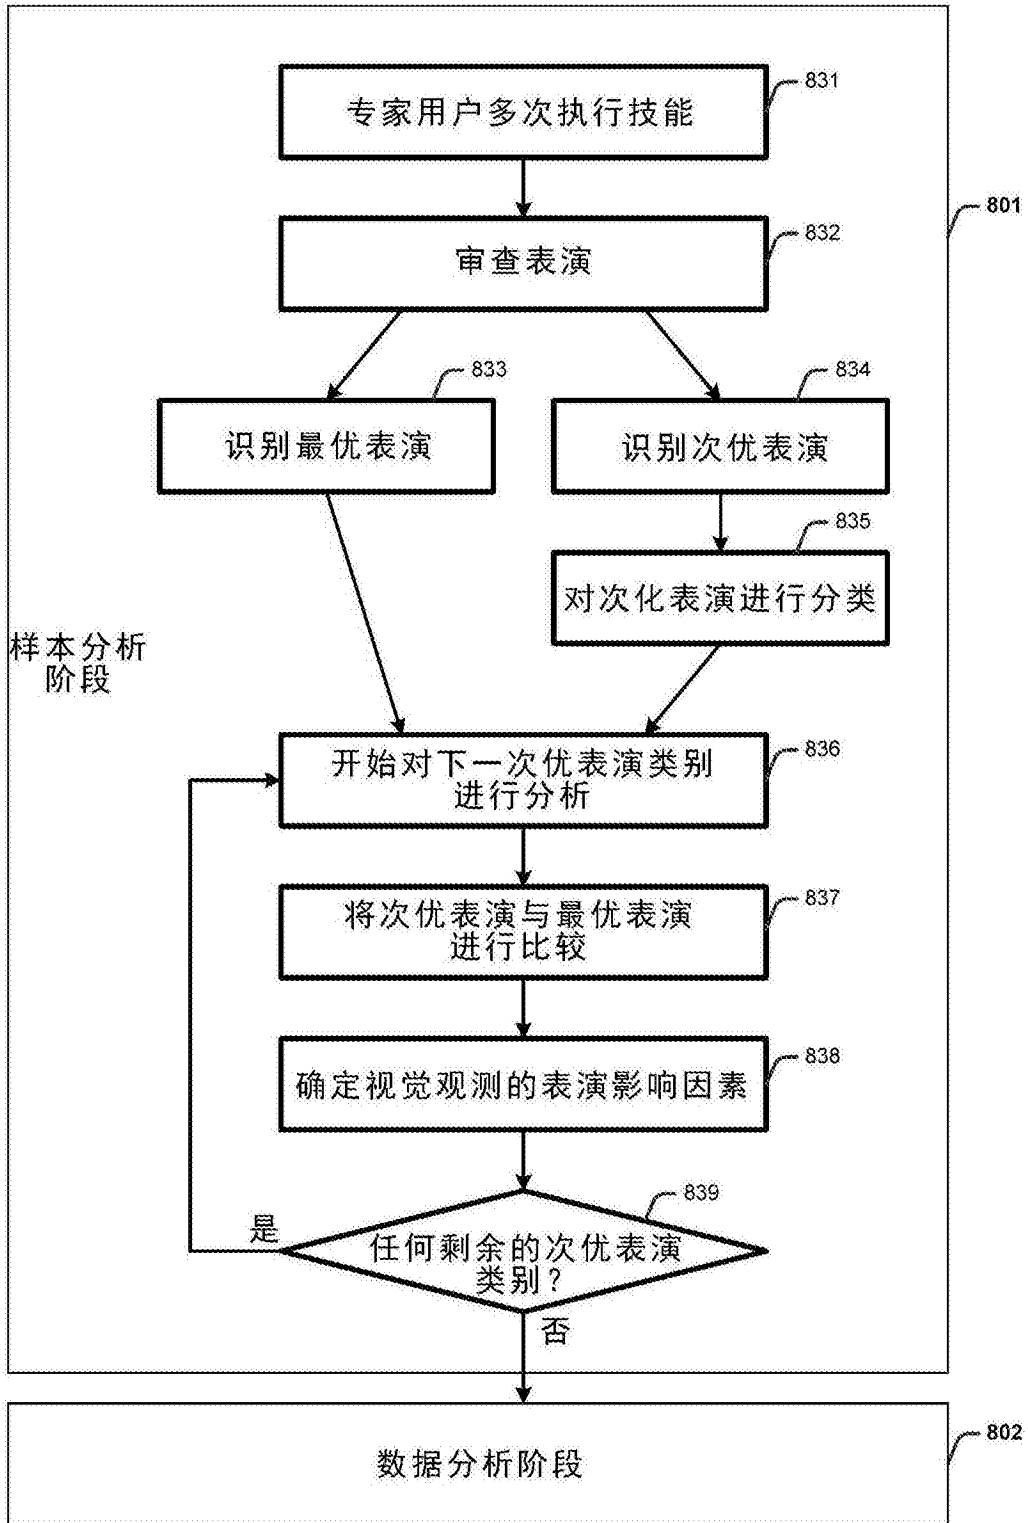 831
专家用户多次执行技能
801
832
审查表演
833
834
识别最优表演
识别次优表演
835
对次化表演进行分类
样本分析
阶段
836
开始对下一次优表演类别
进行分析
837
将次优表演与最优表演
进行比较
838
确定视觉观测的表演影响因素
839
是
任何剩余的次优表演
类别?
否
802
数据分析阶段